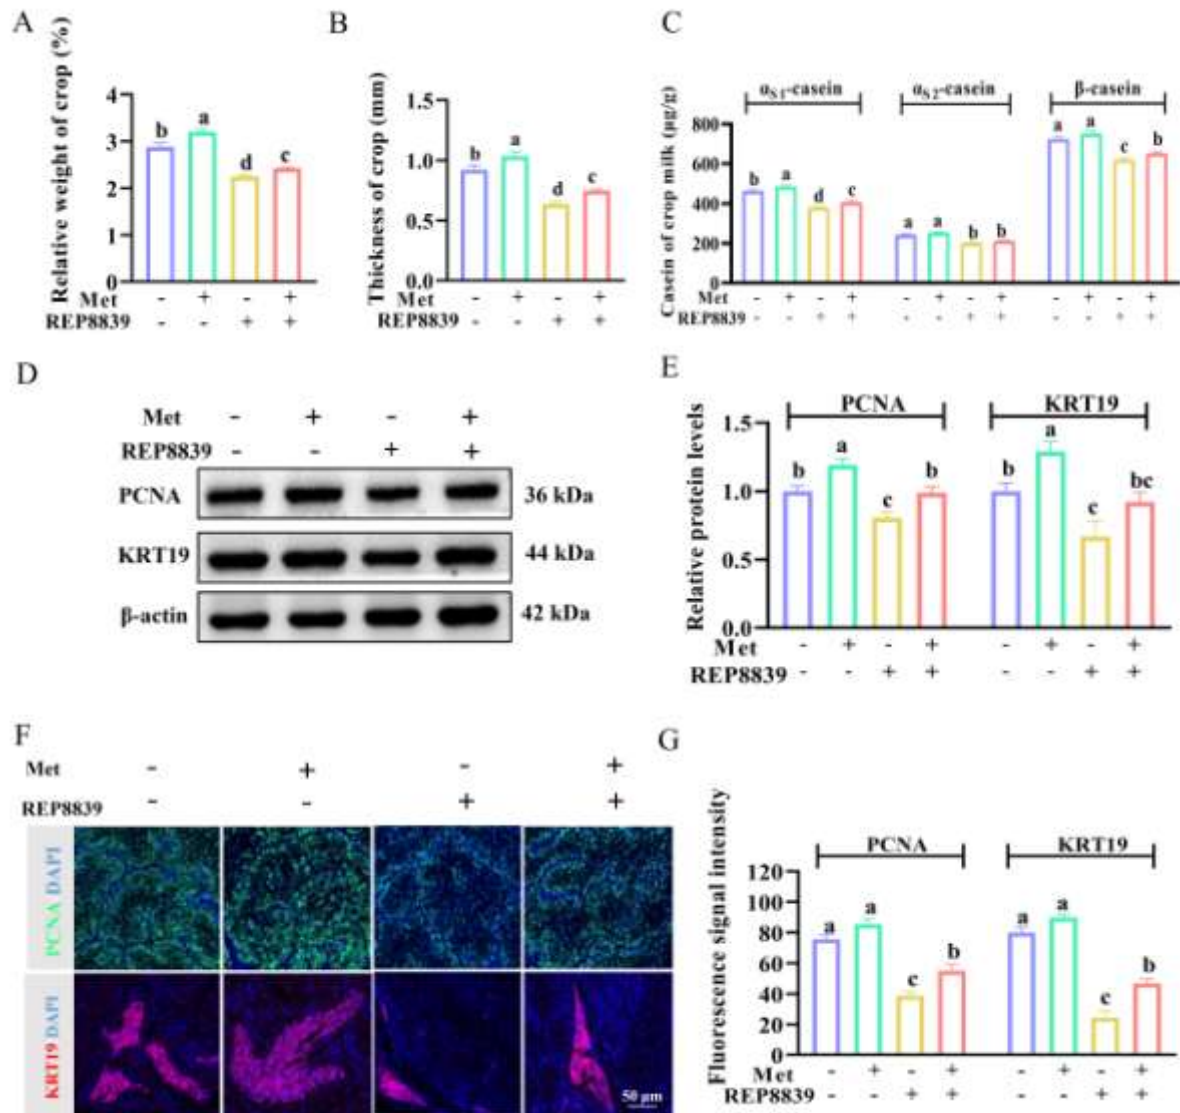 A
Relative weight of crop (%)
4
3
2
1
0
b
a
d
c
Met - + - +
REP8839 - - + +
B
Thickness of crop (mm)
1.5
1.0
0.5
0.0
b
a
d
c
Met - + - +
REP8839 - - + +
C
Casein of crop milk (μg/g)
αS1-casein αS2-casein β-casein
800
600
400
200
0
b a d c a a b b a a c b
Met - + - + - + - + - + - +
REP8839 - - + + - - + + - - + +
D
Met - + - +
REP8839 - - + +
PCNA 36 kDa
KRT19 44 kDa
β-actin 42 kDa
E
Relative protein levels
PCNA KRT19
1.5
1.0
0.5
0.0
b a c b b a c bc
Met - + - + - + - +
REP8839 - - + + - - + +
F
Met - + - +
REP8839 - - + +
PCNA DAPI
KRT19 DAPI
50 μm
G
Fluorescence signal intensity
PCNA KRT19
120
100
80
60
40
20
0
a a c b a a c b
Met - + - + - + - +
REP8839 - - + + - - + +